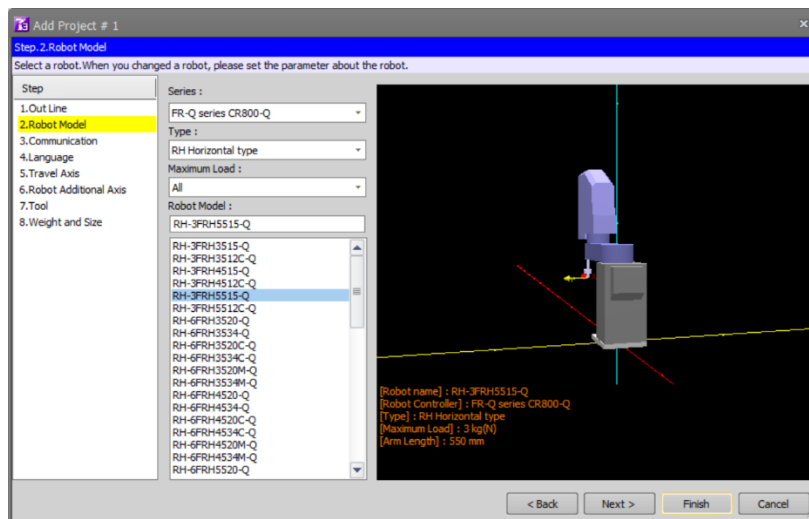 Add Project # 1
Step.2.Robot Model
Select a robot.When you changed a robot, please set the parameter about the robot.
Step
1.Out Line
2.Robot Model
3.Communication
4.Language
5.Travel Axis
6.Robot Additional Axis
7.Tool
8.Weight and Size
Series :
FR-Q series CR800-Q
Type :
RH Horizontal type
Maximum Load :
All
Robot Model :
RH-3FRH5515-Q
RH-3FRH3515-Q
RH-3FRH3512C-Q
RH-3FRH4515-Q
RH-3FRH4512C-Q
RH-3FRH5515-Q
RH-3FRH5512C-Q
RH-6FRH3520-Q
RH-6FRH3534-Q
RH-6FRH3520C-Q
RH-6FRH3534C-Q
RH-6FRH3520M-Q
RH-6FRH3534M-Q
RH-6FRH4520-Q
RH-6FRH4534-Q
RH-6FRH4520C-Q
RH-6FRH4534C-Q
RH-6FRH4520M-Q
RH-6FRH4534M-Q
RH-6FRH5520-Q
[Robot name] : RH-3FRH5515-Q
[Robot Controller] : FR-Q series CR800-Q
[Type] : RH Horizontal type
[Maximum Load] : 3 kg(N)
[Arm Length] : 550 mm
< Back
Next >
Finish
Cancel